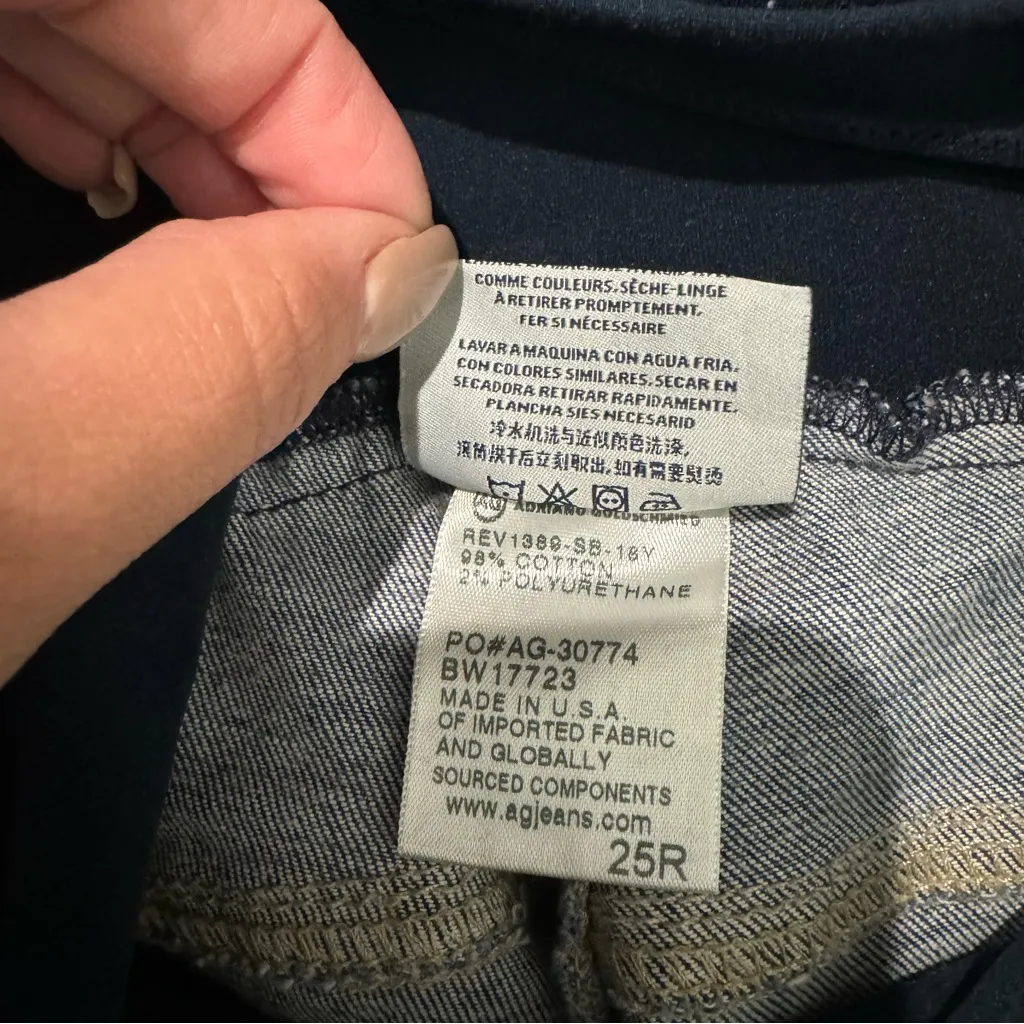 COMME COULEURS. SÈCHE-LINGE
À RETIRER PROMPTEMENT.
FER SI NÉCESSAIRE
LAVAR A MAQUINA CON AGUA FRIA.
CON COLORES SIMILARES. SECAR EN
SECADORA RETIRAR RAPIDAMENTE.
PLANCHA SIES NECESARIO
冷水机洗与近似颜色洗涤,
滚筒烘干后立刻取出,如有需要熨烫
ADRIANO GOLDSCHMIED
REV1389-SB-18Y
98% COTTON
2% POLYURETHANE
PO#AG-30774
BW17723
MADE IN U.S.A.
OF IMPORTED FABRIC
AND GLOBALLY
SOURCED COMPONENTS
www.agjeans.com
25R